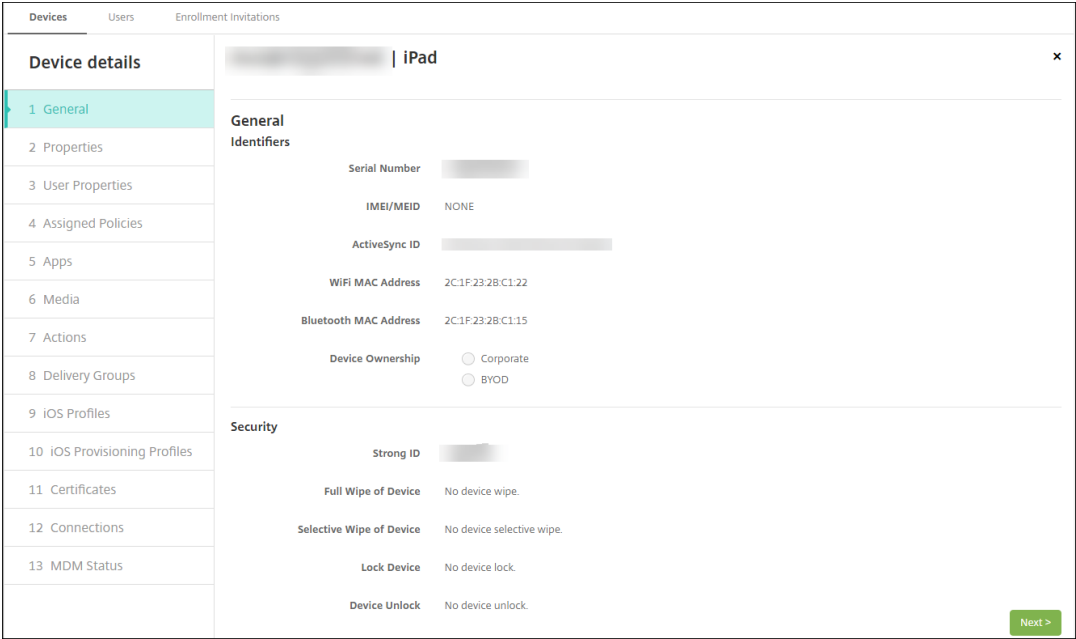 Devices Users Enrollment Invitations
Device details
| iPad
×
1 General
2 Properties
3 User Properties
4 Assigned Policies
5 Apps
6 Media
7 Actions
8 Delivery Groups
9 iOS Profiles
10 iOS Provisioning Profiles
11 Certificates
12 Connections
13 MDM Status
General
Identifiers
Serial Number
IMEI/MEID NONE
ActiveSync ID
WiFi MAC Address 2C:1F:23:2B:C1:22
Bluetooth MAC Address 2C:1F:23:2B:C1:15
Device Ownership Corporate
BYOD
Security
Strong ID
Full Wipe of Device No device wipe.
Selective Wipe of Device No device selective wipe.
Lock Device No device lock.
Device Unlock No device unlock.
Next >